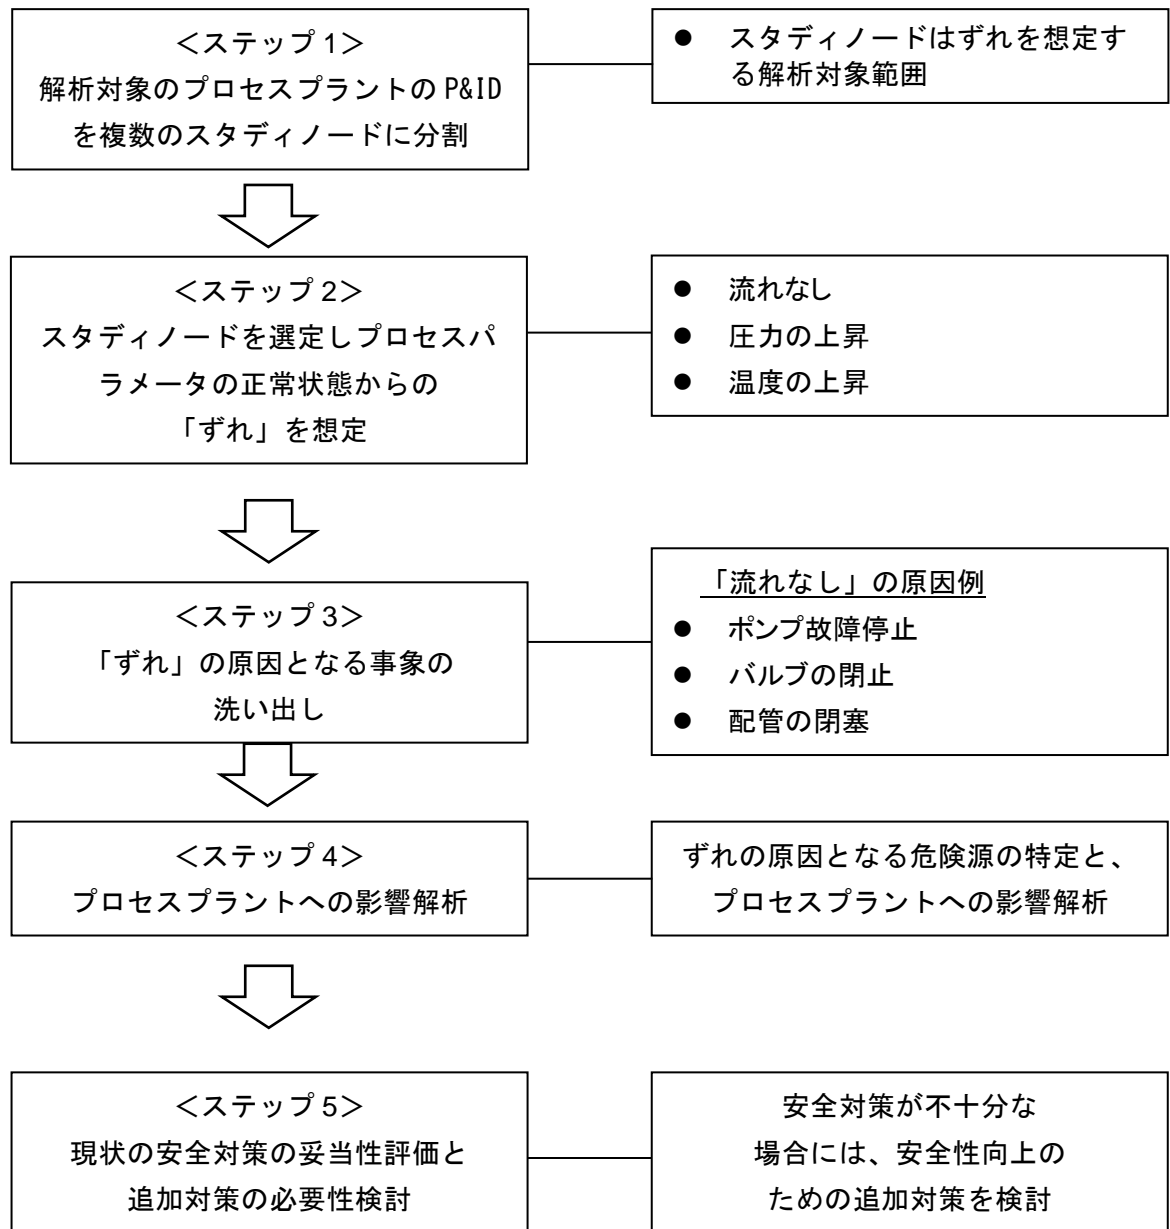 ＜ステップ 1＞
解析対象のプロセスプラントの P&ID
を複数のスタディノードに分割
● スタディノードはずれを想定す
る解析対象範囲
＜ステップ 2＞
スタディノードを選定しプロセスパ
ラメータの正常状態からの
「ずれ」を想定
● 流れなし
● 圧力の上昇
● 温度の上昇
＜ステップ 3＞
「ずれ」の原因となる事象の
洗い出し
「流れなし」の原因例
● ポンプ故障停止
● バルブの閉止
● 配管の閉塞
＜ステップ 4＞
プロセスプラントへの影響解析
ずれの原因となる危険源の特定と、
プロセスプラントへの影響解析
＜ステップ 5＞
現状の安全対策の妥当性評価と
追加対策の必要性検討
安全対策が不十分な
場合には、安全性向上の
ための追加対策を検討